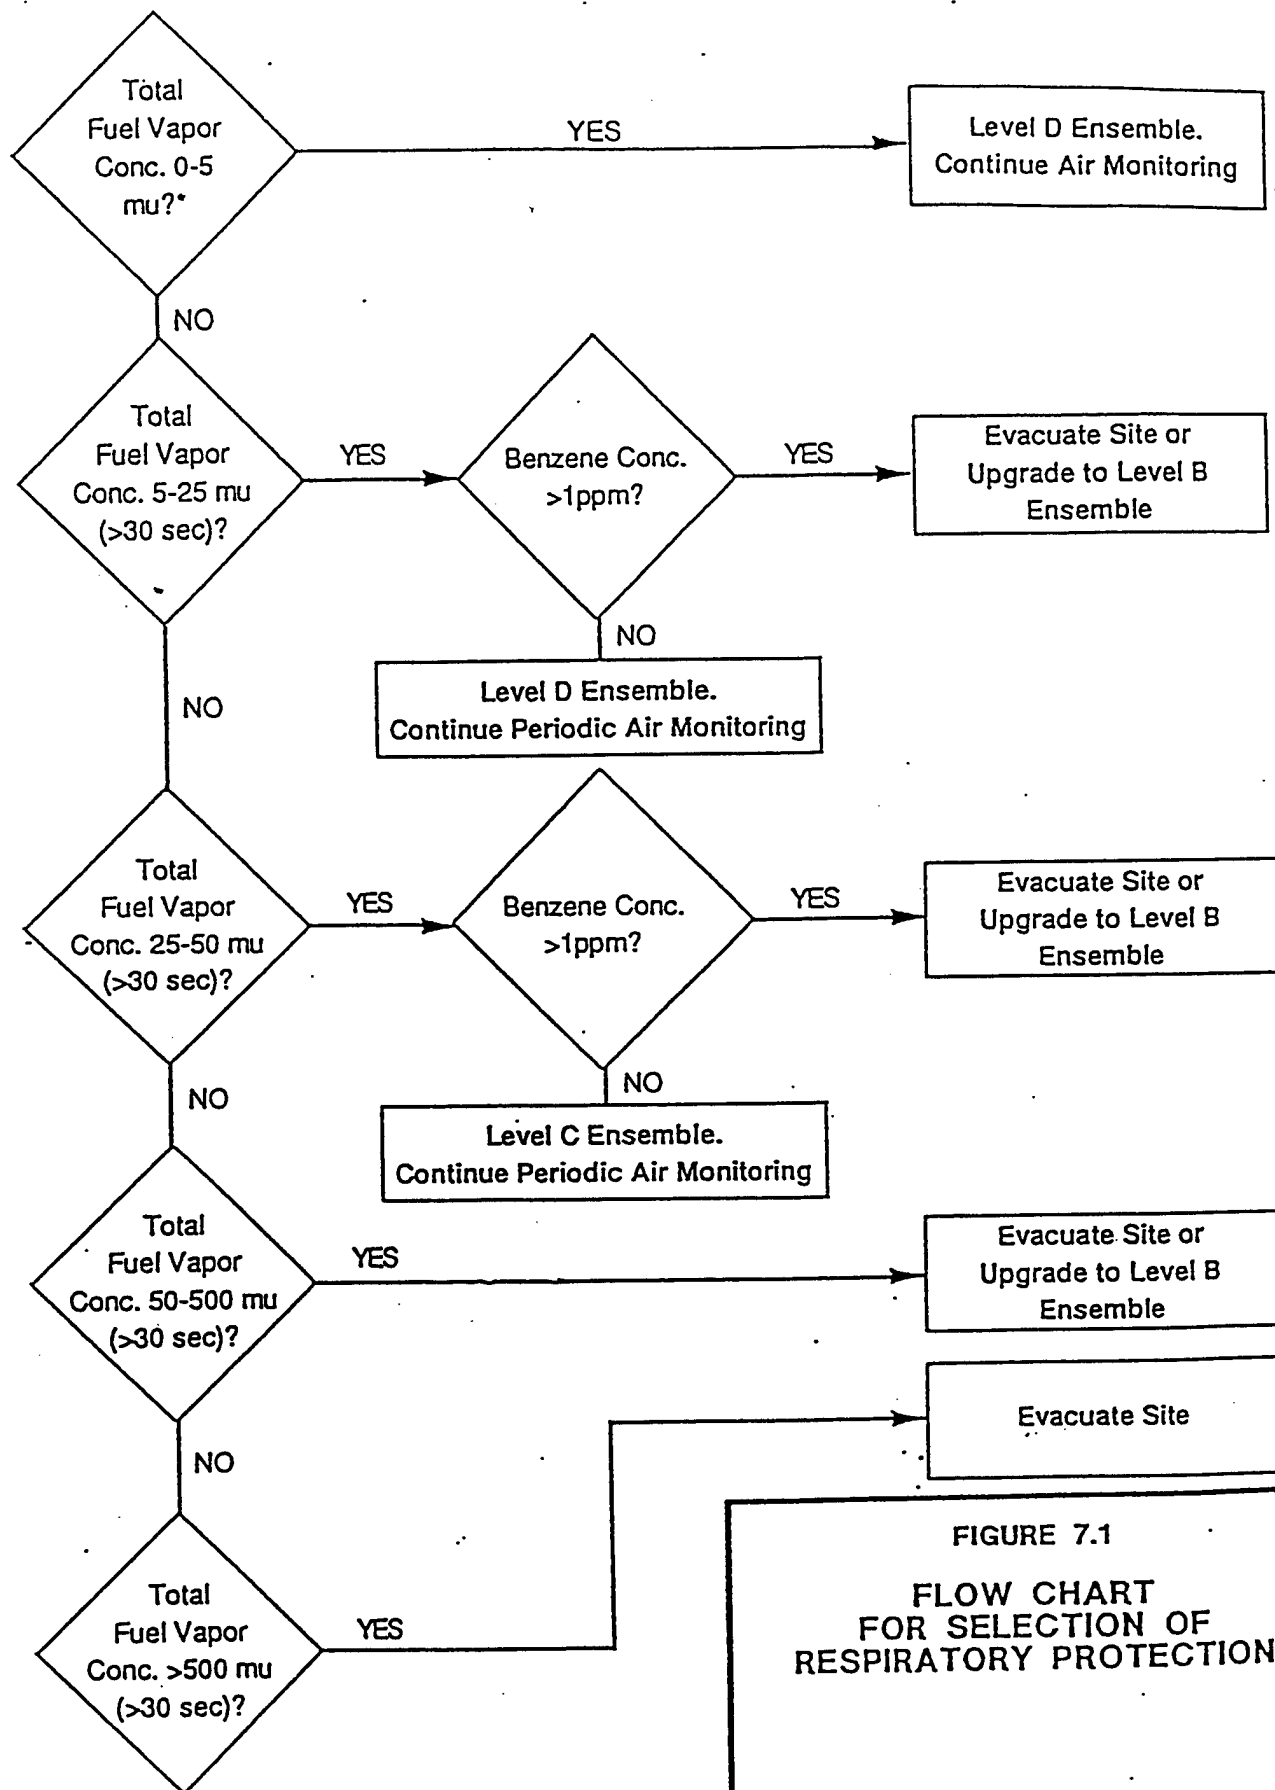 Total
Fuel Vapor
Conc. 0-5
mu?*
YES
Level D Ensemble.
Continue Air Monitoring
NO
Total
Fuel Vapor
Conc. 5-25 mu
(>30 sec)?
YES
Benzene Conc.
>1ppm?
YES
Evacuate Site or
Upgrade to Level B
Ensemble
NO
Level D Ensemble.
Continue Periodic Air Monitoring
NO
Total
Fuel Vapor
Conc. 25-50 mu
(>30 sec)?
YES
Benzene Conc.
>1ppm?
YES
Evacuate Site or
Upgrade to Level B
Ensemble
NO
Level C Ensemble.
Continue Periodic Air Monitoring
NO
Total
Fuel Vapor
Conc. 50-500 mu
(>30 sec)?
YES
Evacuate Site or
Upgrade to Level B
Ensemble
NO
Total
Fuel Vapor
Conc. >500 mu
(>30 sec)?
YES
Evacuate Site
FIGURE 7.1
FLOW CHART
FOR SELECTION OF
RESPIRATORY PROTECTION